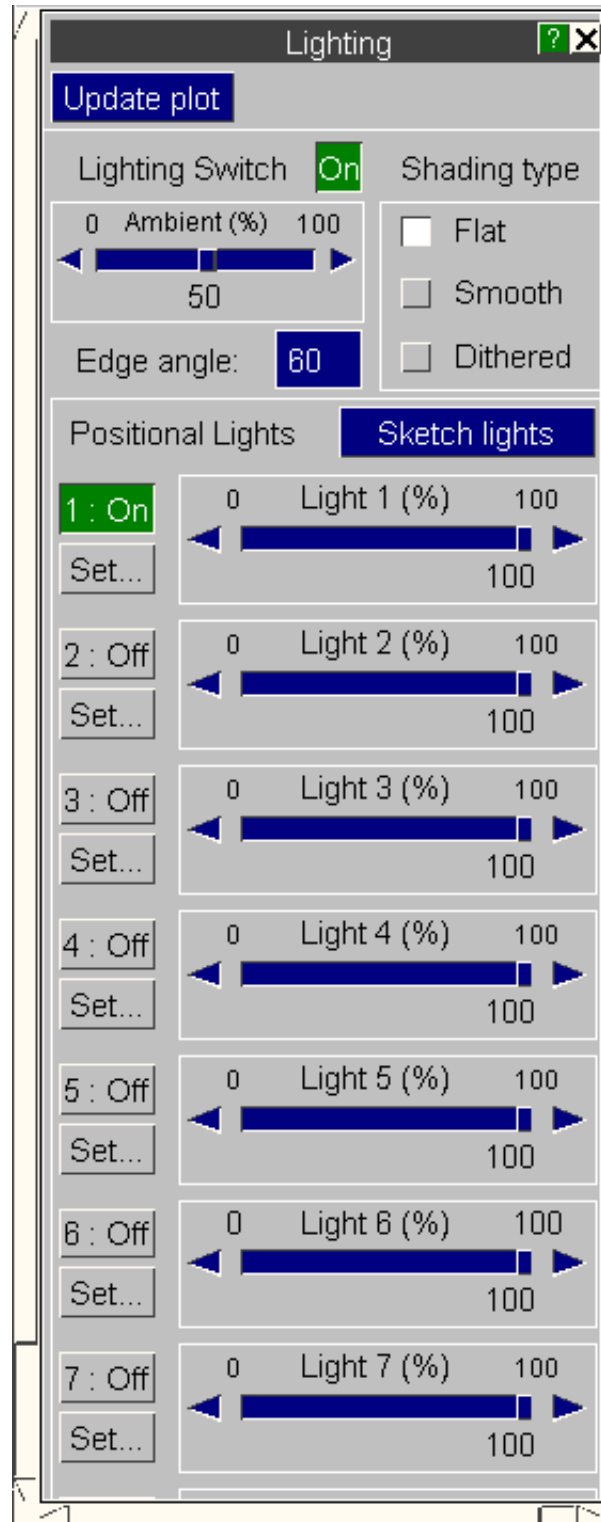 Lighting ? X
Update plot
Lighting Switch On Shading type
0 Ambient (%) 100
50
Flat
Smooth
Dithered
Edge angle: 60
Positional Lights Sketch lights
1 : On 0 Light 1 (%) 100
Set... 100
2 : Off 0 Light 2 (%) 100
Set... 100
3 : Off 0 Light 3 (%) 100
Set... 100
4 : Off 0 Light 4 (%) 100
Set... 100
5 : Off 0 Light 5 (%) 100
Set... 100
6 : Off 0 Light 6 (%) 100
Set... 100
7 : Off 0 Light 7 (%) 100
Set... 100